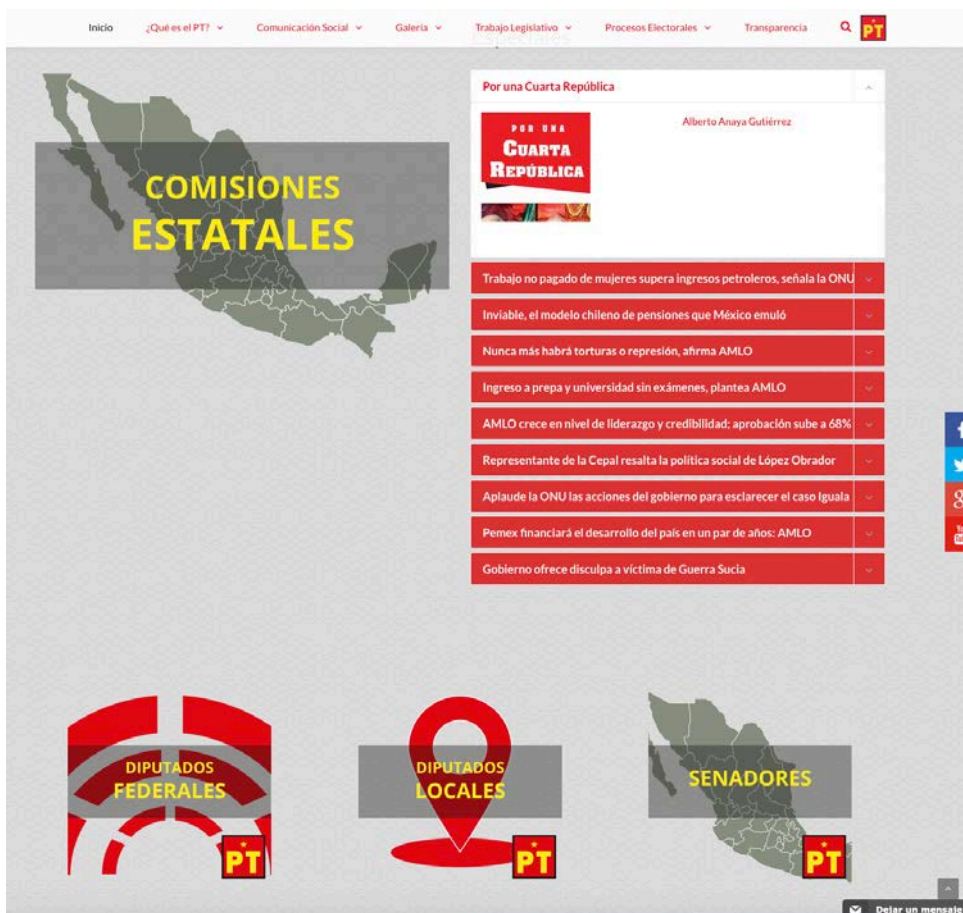 Inicio
¿Qué es el PT?
Comunicación Social
Galería
Trabajo Legislativo
Procesos Electorales
Transparencia
PT
Especiales
COMISIONES
ESTATALES
Por una Cuarta República
POR UNA
CUARTA
REPÚBLICA
Alberto Anaya Gutiérrez
Trabajo no pagado de mujeres supera ingresos petroleros, señala la ONU
Inviable, el modelo chileno de pensiones que México emuló
Nunca más habrá torturas o represión, afirma AMLO
Ingreso a prepa y universidad sin exámenes, plantea AMLO
AMLO crece en nivel de liderazgo y credibilidad; aprobación sube a 68%
Representante de la Cepal resalta la política social de López Obrador
Aplaude la ONU las acciones del gobierno para esclarecer el caso Iguala
Pemex financiará el desarrollo del país en un par de años: AMLO
Gobierno ofrece disculpa a víctima de Guerra Sucia
DIPUTADOS
FEDERALES
PT
DIPUTADOS
LOCALES
PT
SENADORES
PT
Dejar un mensaje